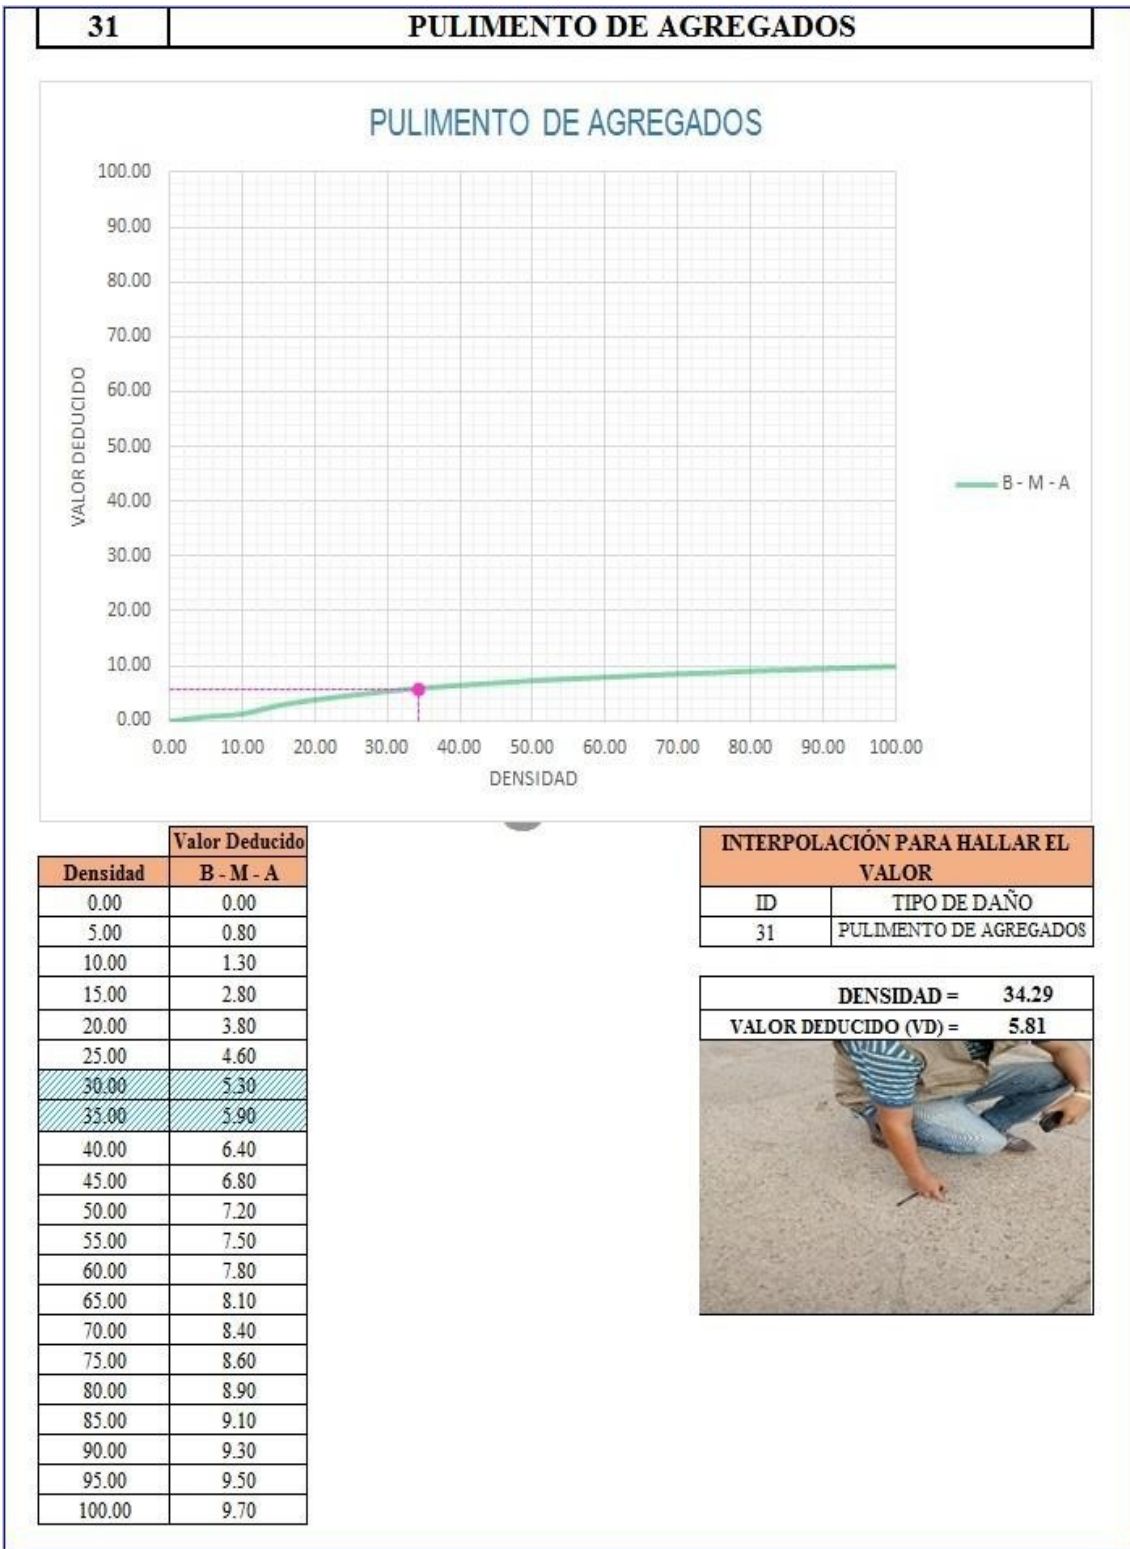 31 PULIMENTO DE AGREGADOS
PULIMENTO DE AGREGADOS
100.00
90.00
80.00
70.00
60.00
50.00
40.00
30.00
20.00
10.00
0.00
VALOR DEDUCIDO
0.00 10.00 20.00 30.00 40.00 50.00 60.00 70.00 80.00 90.00 100.00
DENSIDAD
B - M - A
Valor Deducido
Densidad B - M - A
0.00 0.00
5.00 0.80
10.00 1.30
15.00 2.80
20.00 3.80
25.00 4.60
30.00 5.30
35.00 5.90
40.00 6.40
45.00 6.80
50.00 7.20
55.00 7.50
60.00 7.80
65.00 8.10
70.00 8.40
75.00 8.60
80.00 8.90
85.00 9.10
90.00 9.30
95.00 9.50
100.00 9.70
INTERPOLACIÓN PARA HALLAR EL
VALOR
ID TIPO DE DAÑO
31 PULIMENTO DE AGREGADOS
DENSIDAD = 34.29
VALOR DEDUCIDO (VD) = 5.81